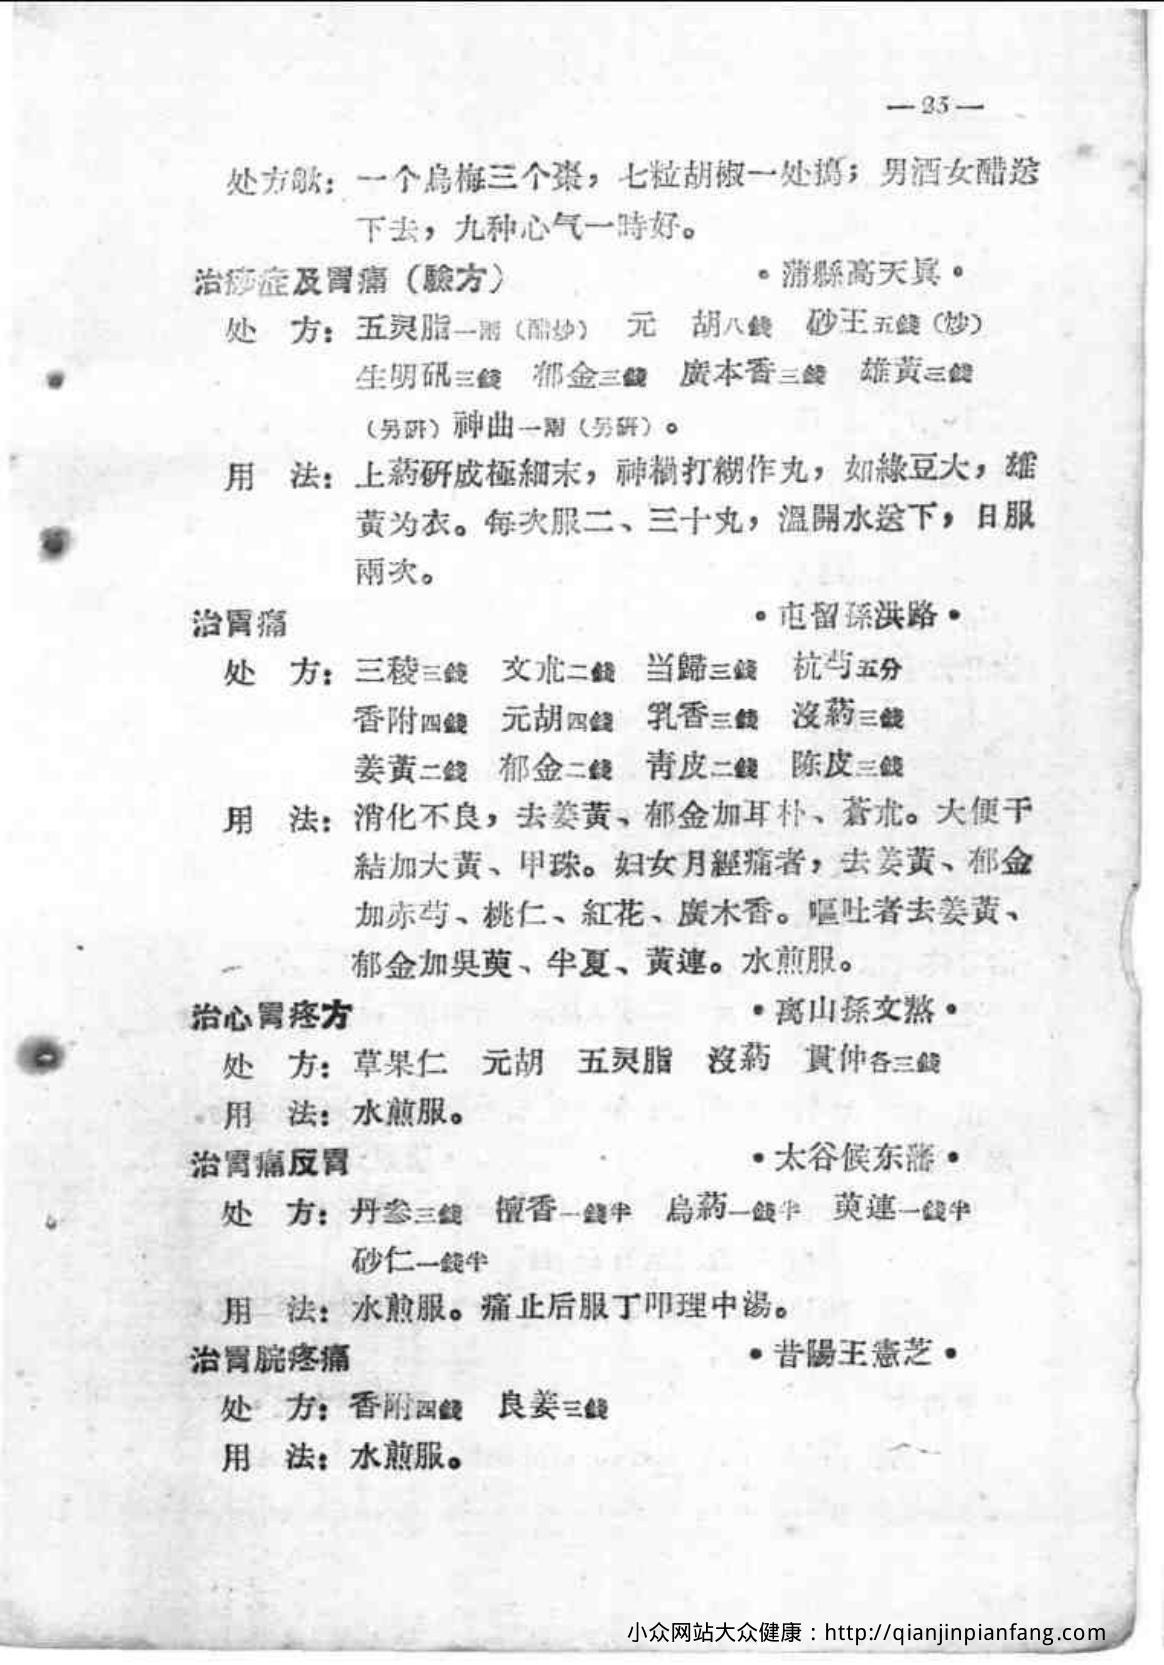 —25—
处方歌：一个烏梅三个棗，七粒胡椒一处搗；男酒女醋送
下去，九种心气一時好。
治痧症及胃痛（驗方） •蒲縣高天眞•
处　方：五灵脂一兩（醋炒） 元　胡八錢 砂王五錢（炒）
生明矾三錢 郁金三錢 廣木香三錢 雄黃三錢
（另研）神曲一兩（另研）。
用　法：上葯研成極細末，神麯打糊作丸，如綠豆大，雄
黃为衣。每次服二、三十丸，溫開水送下，日服
兩次。
治胃痛 •屯留孫洪路•
处　方：三稜三錢 文朮二錢 当歸三錢 杭芍五分
香附四錢 元胡四錢 乳香三錢 沒葯三錢
姜黃二錢 郁金二錢 靑皮二錢 陈皮三錢
用　法：消化不良，去姜黃、郁金加耳朴、蒼朮。大便干
結加大黃、甲珠。妇女月經痛者，去姜黃、郁金
加赤芍、桃仁、紅花、廣木香。嘔吐者去姜黃、
郁金加吳萸、半夏、黃連。水煎服。
治心胃疼方 •离山孫文熬•
处　方：草果仁 元胡 五灵脂 沒葯 貫仲各三錢
用　法：水煎服。
治胃痛反胃 •太谷候东藩•
处　方：丹参三錢 檀香一錢半 烏葯一錢半 萸連一錢半
砂仁一錢半
用　法：水煎服。痛止后服丁叩理中湯。
治胃脘疼痛 •昔陽王憲芝•
处　方：香附四錢 良姜三錢
用　法：水煎服。
小众网站大众健康：http://qianjinpianfang.com